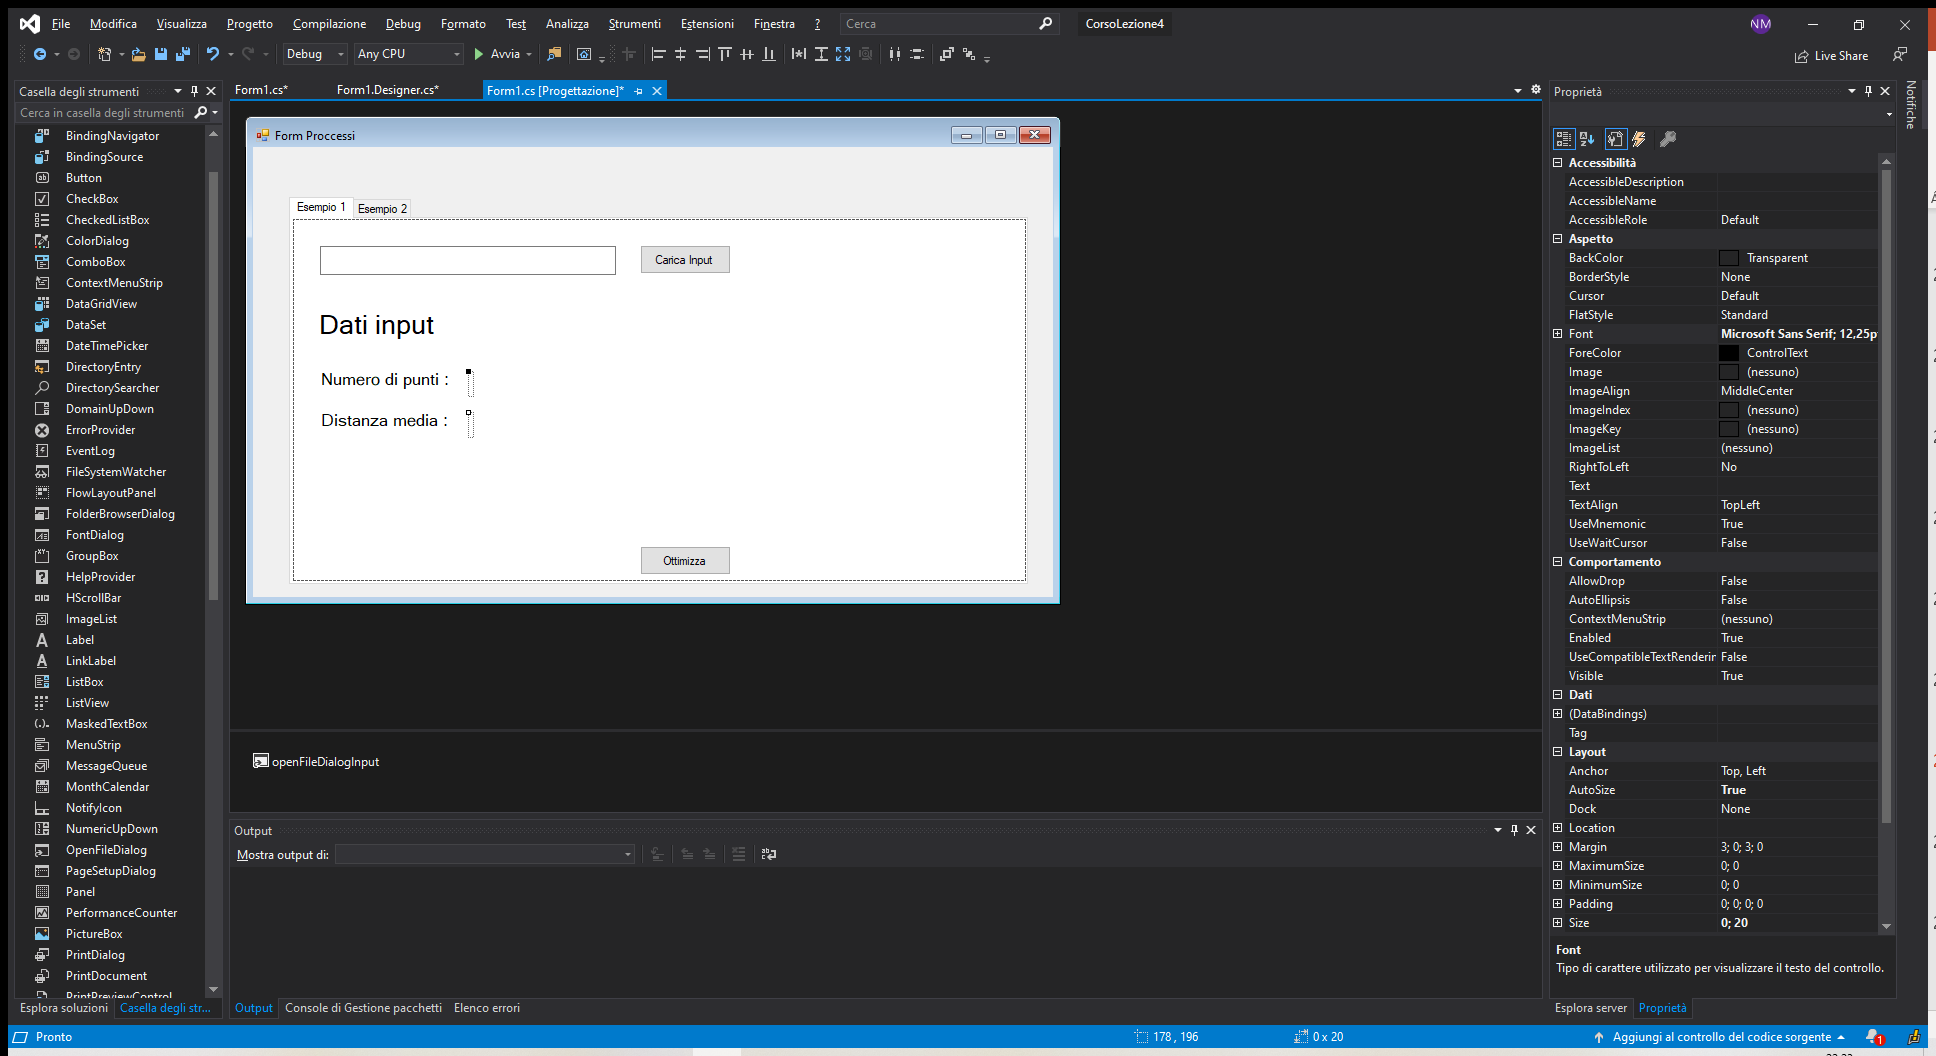 File Modifica Visualizza Progetto Compilazione Debug Formato Test Analizza Strumenti Estensioni Finestra ? Cerca CorsoLezione4 NM
Debug Any CPU Avvia Live Share
Casella degli strumenti
Cerca in casella degli strumenti
BindingNavigator
BindingSource
Button
CheckBox
CheckedListBox
ColorDialog
ComboBox
ContextMenuStrip
DataGridView
DataSet
DateTimePicker
DirectoryEntry
DirectorySearcher
DomainUpDown
ErrorProvider
EventLog
FileSystemWatcher
FlowLayoutPanel
FolderBrowserDialog
FontDialog
GroupBox
HelpProvider
HScrollBar
ImageList
Label
LinkLabel
ListBox
ListView
MaskedTextBox
MenuStrip
MessageQueue
MonthCalendar
NotifyIcon
NumericUpDown
OpenFileDialog
PageSetupDialog
Panel
PerformanceCounter
PictureBox
PrintDialog
PrintDocument
PrintPreviewControl
Esplora soluzioni Casella degli str...
Form1.cs* Form1.Designer.cs* Form1.cs [Progettazione]*
Form Proccessi
Esempio 1 Esempio 2
Carica Input
Dati input
Numero di punti :
Distanza media :
Ottimizza
openFileDialogInput
Output
Mostra output di:
Output Console di Gestione pacchetti Elenco errori
Proprietà
Accessibilità
AccessibleDescription
AccessibleName
AccessibleRole Default
Aspetto
BackColor Transparent
BorderStyle None
Cursor Default
FlatStyle Standard
Font Microsoft Sans Serif; 12,25p
ForeColor ControlText
Image (nessuno)
ImageAlign MiddleCenter
ImageIndex (nessuno)
ImageKey (nessuno)
ImageList (nessuno)
RightToLeft No
Text
TextAlign TopLeft
UseMnemonic True
UseWaitCursor False
Comportamento
AllowDrop False
AutoEllipsis False
ContextMenuStrip (nessuno)
Enabled True
UseCompatibleTextRenderin False
Visible True
Dati
(DataBindings)
Tag
Layout
Anchor Top, Left
AutoSize True
Dock None
Location
Margin 3; 0; 3; 0
MaximumSize 0; 0
MinimumSize 0; 0
Padding 0; 0; 0; 0
Size 0; 20
Font
Tipo di carattere utilizzato per visualizzare il testo del controllo.
Esplora server Proprietà
Notifiche
Pronto 178 , 196 0 x 20 Aggiungi al controllo del codice sorgente 1